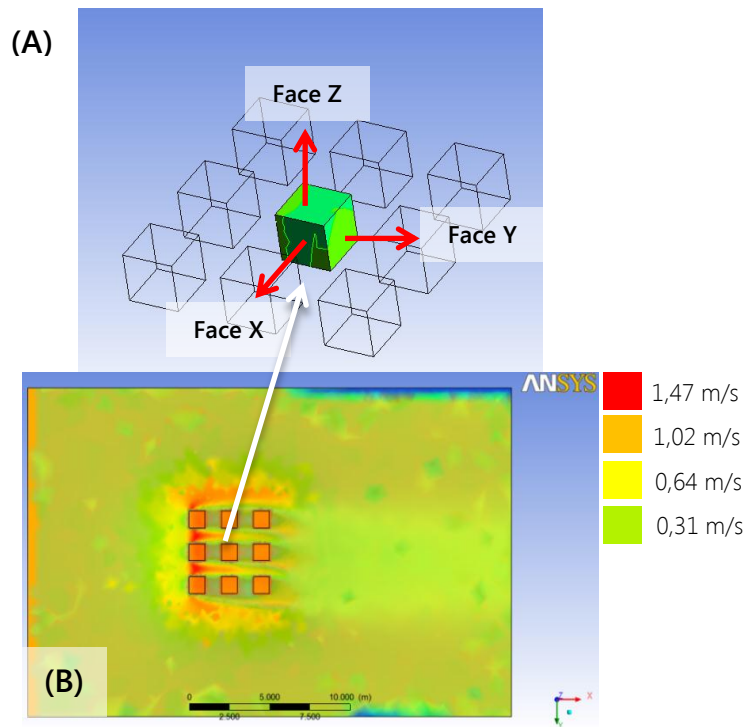 (A)
Face Z
Face Y
Face X
ANSYS
1,47 m/s
1,02 m/s
0,64 m/s
0,31 m/s
(B)
0 5.000 10.000 (m)
2.500 7.500
Z X
Y